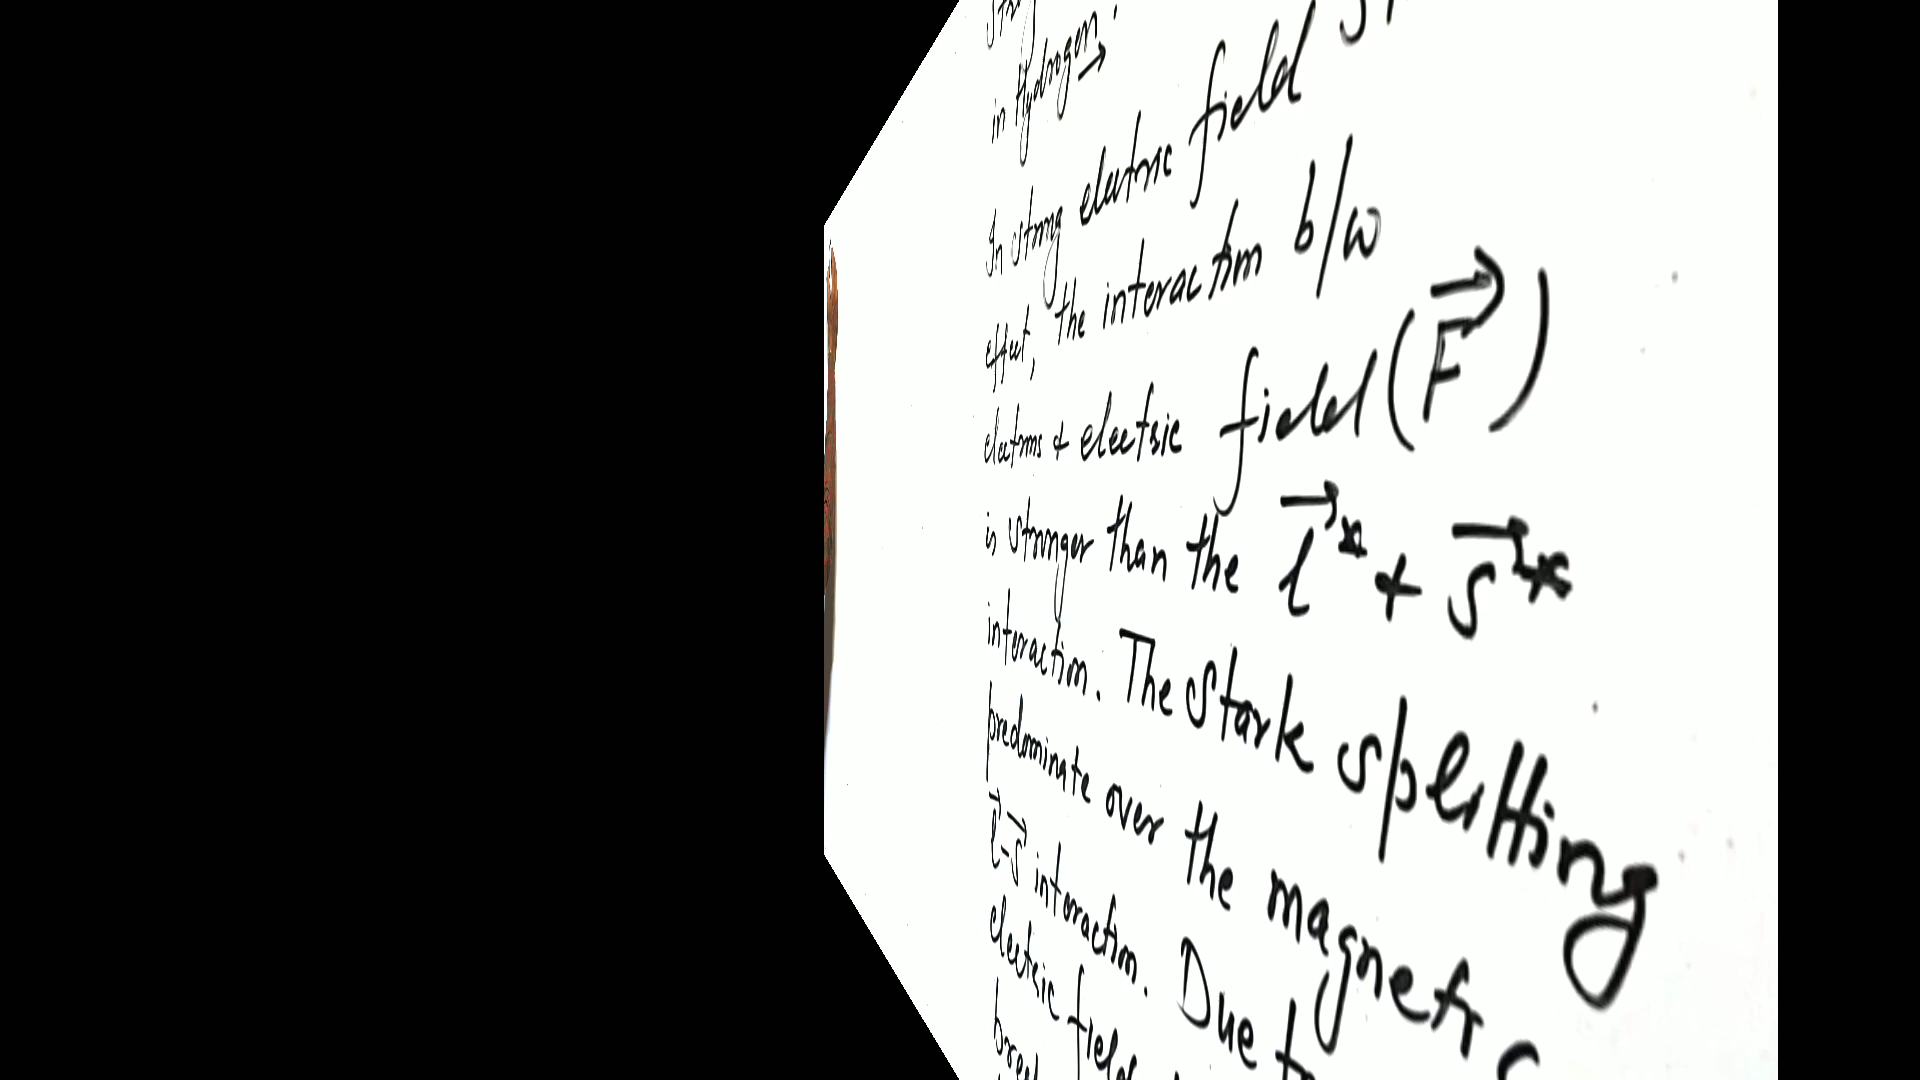 in Hydrogen:→
In strong electric field
effect, the interaction b/w
electrons & electric field (F→)
is stronger than the l→* & s→*
interaction. The Stark splitting
predominate over the magnetic
l→-s→ interaction. Due to
electric field